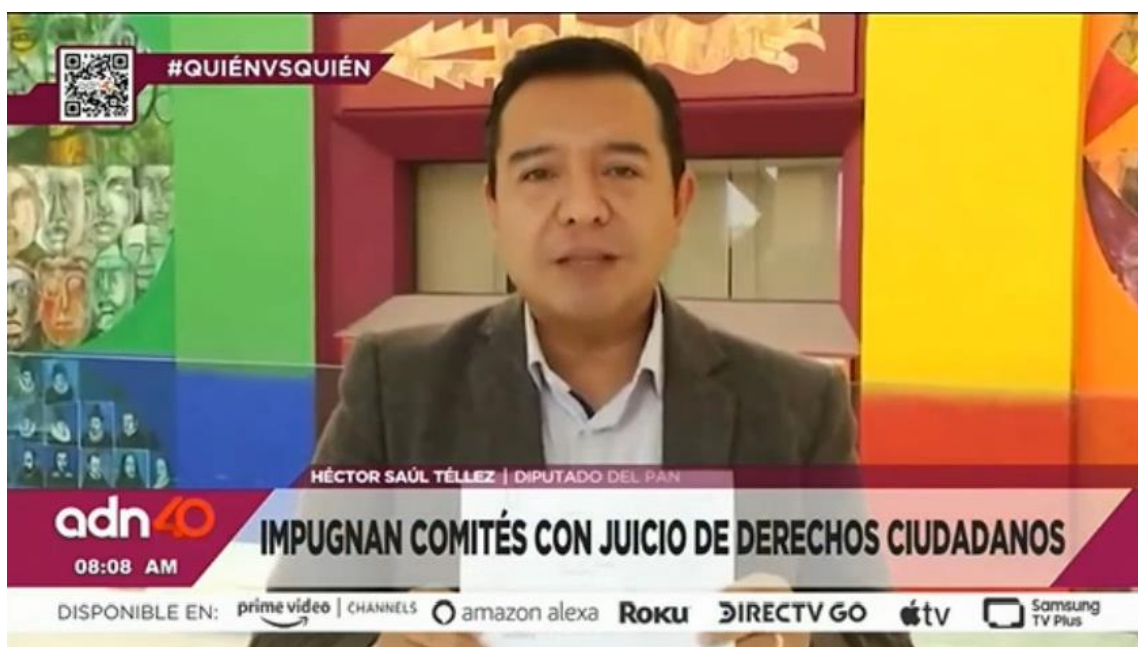 #QUIÉNVSQUIÉN
HÉCTOR SAÚL TÉLLEZ | DIPUTADO DEL PAN
adn40
IMPUGNAN COMITÉS CON JUICIO DE DERECHOS CIUDADANOS
08:08 AM
DISPONIBLE EN: prime video | CHANNELS amazon alexa ROKU DIRECTV GO tv Samsung TV Plus